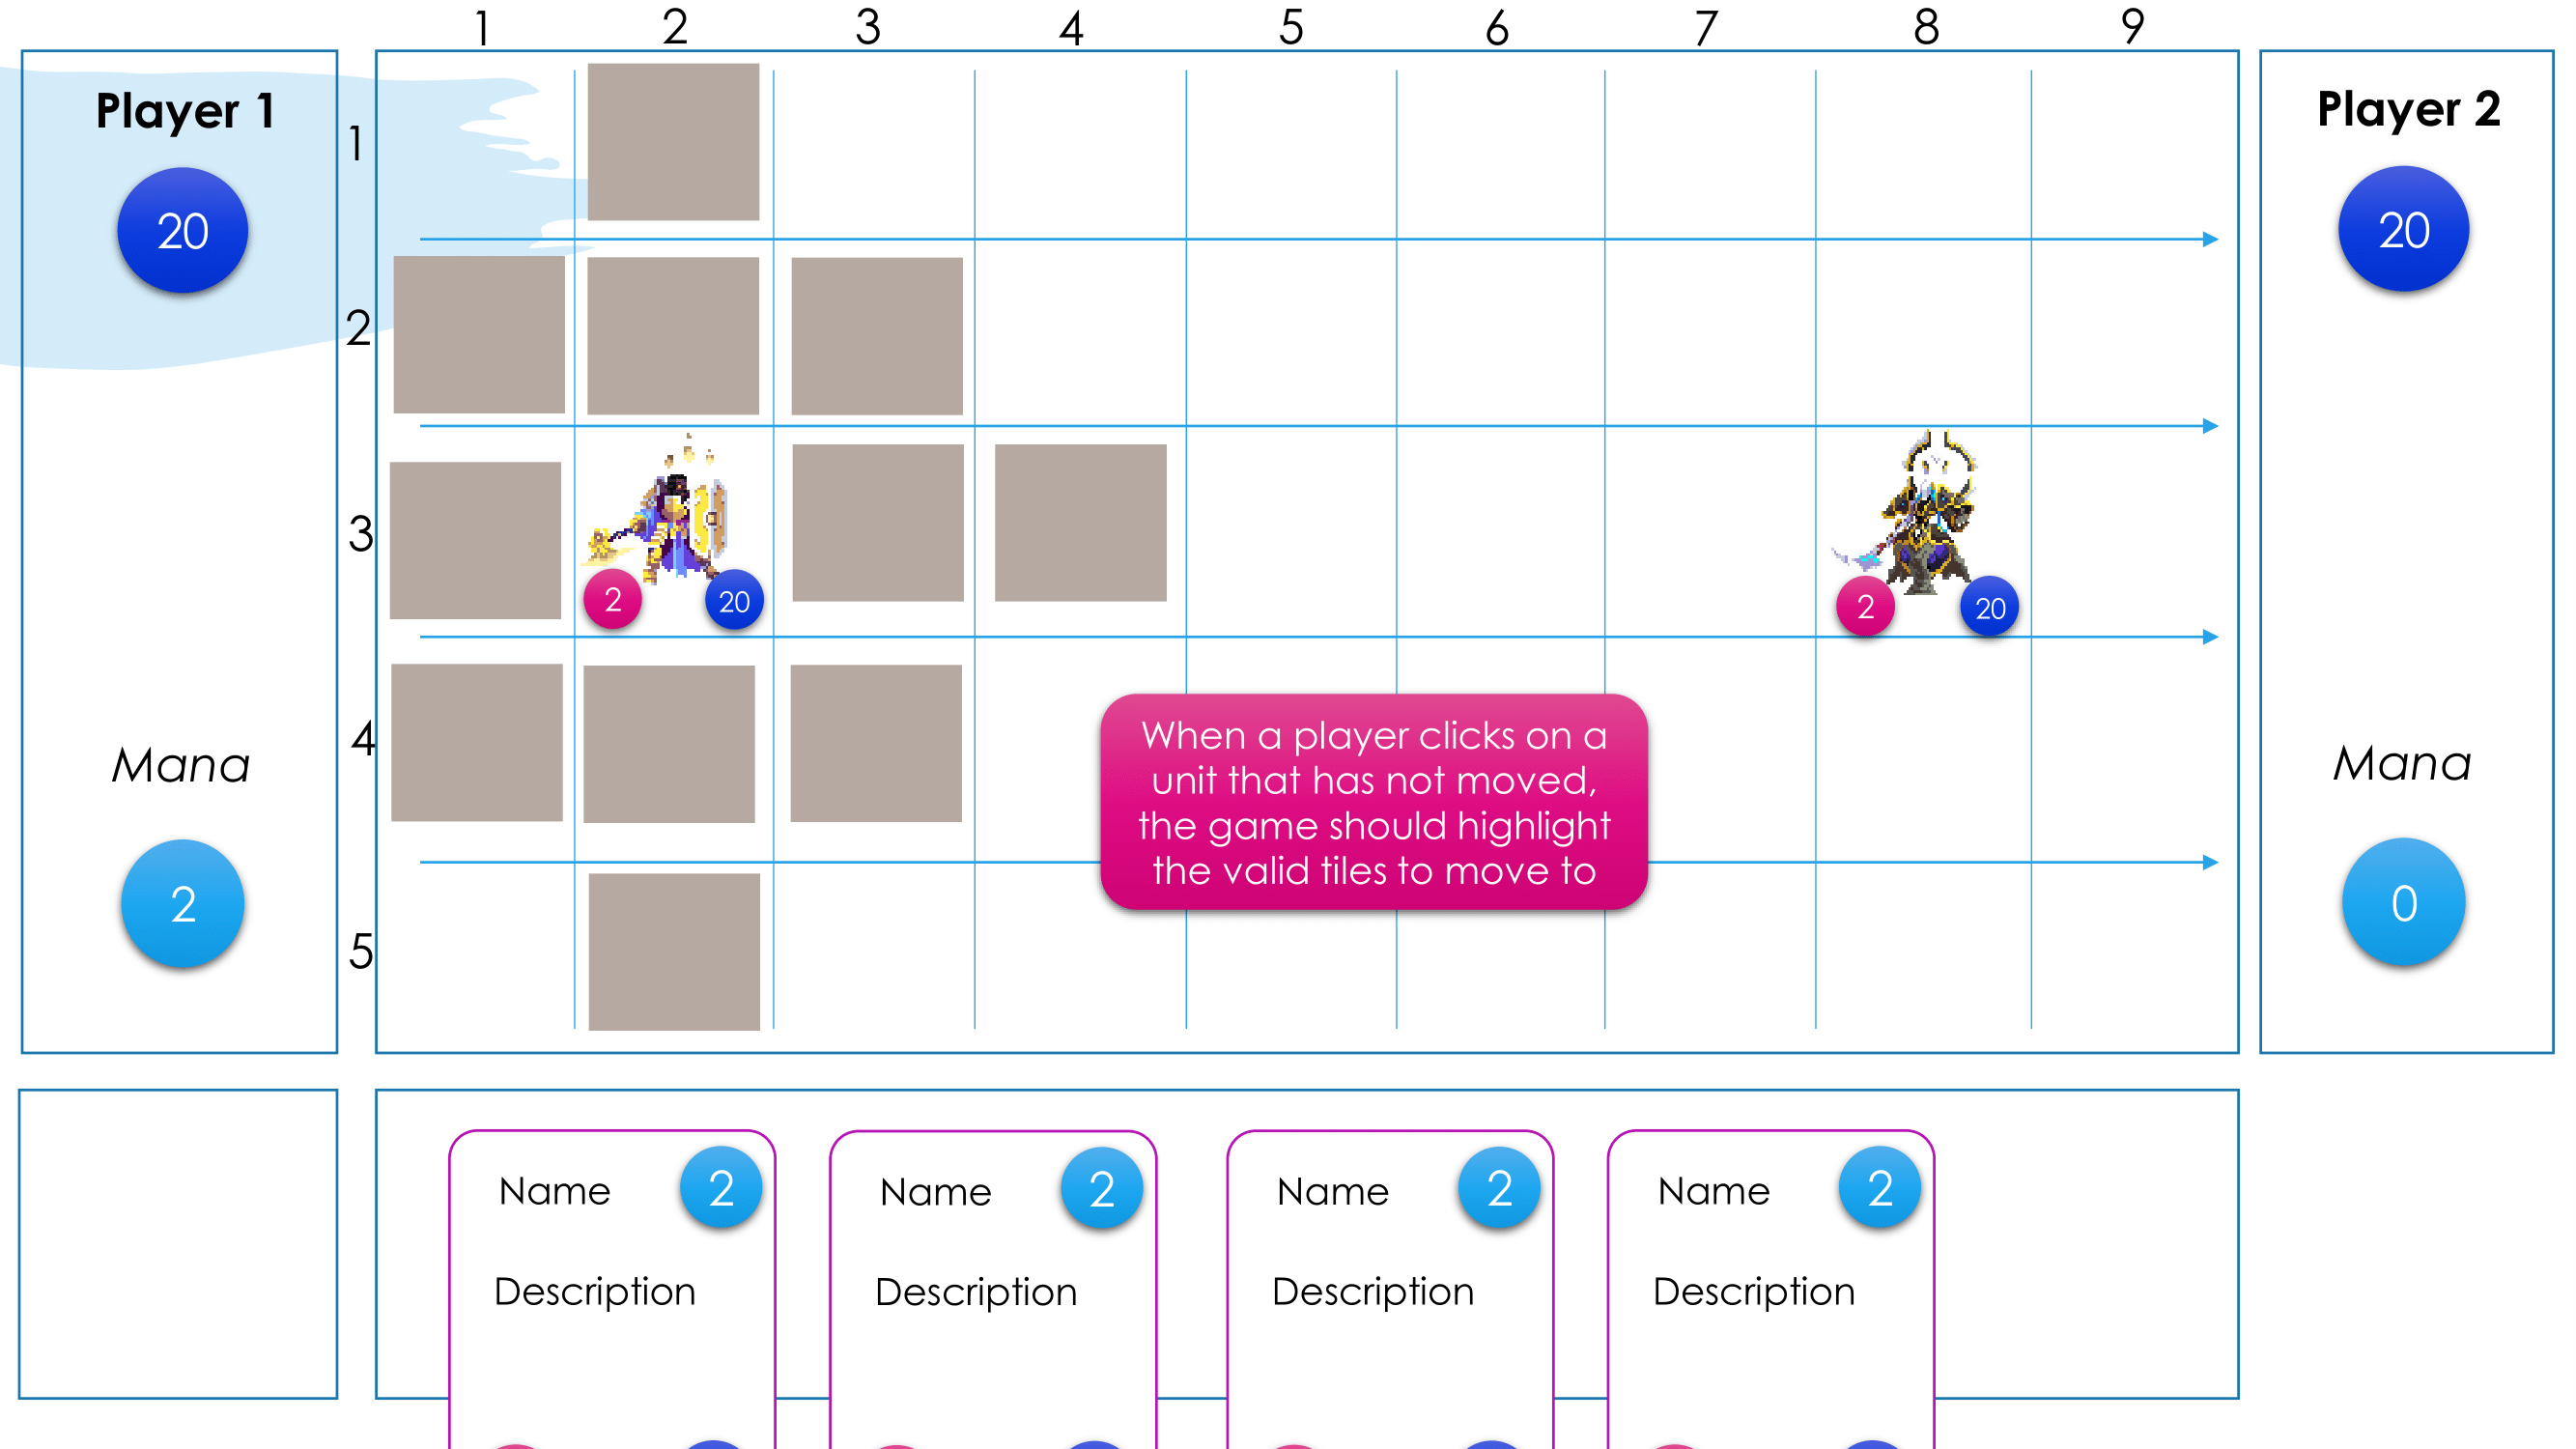 1 2 3 4 5 6 7 8 9
Player 1
20
Mana
2
1
2
3
4
5
2 20
2 20
When a player clicks on a
unit that has not moved,
the game should highlight
the valid tiles to move to
Player 2
20
Mana
0
Name 2
Description
Name 2
Description
Name 2
Description
Name 2
Description